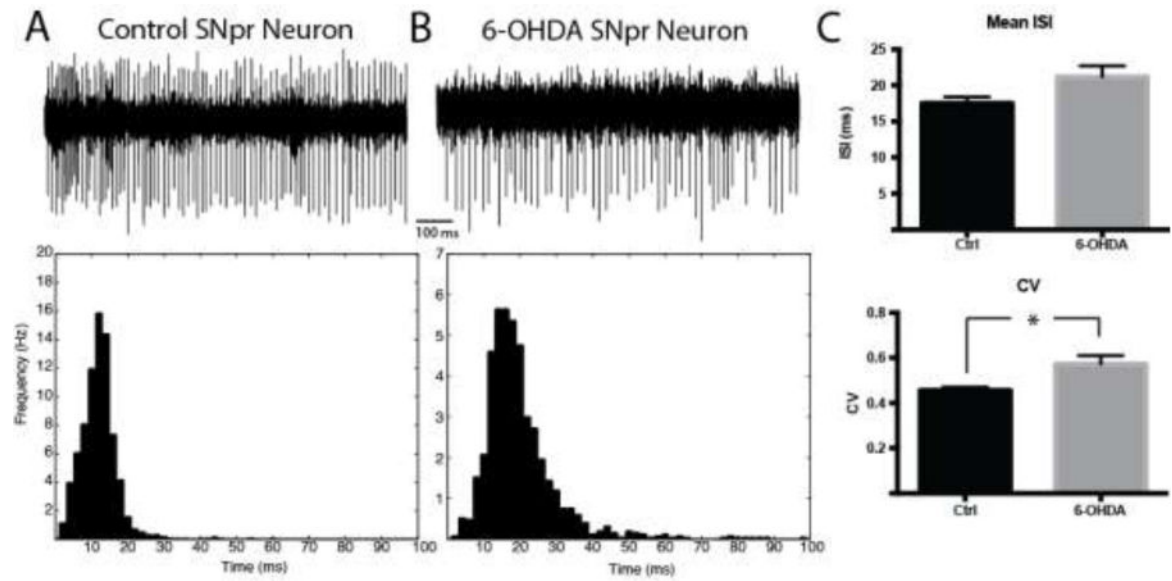 A Control SNpr Neuron
B 6-OHDA SNpr Neuron
C
100 ms
20
18
16
14
12
10
8
6
4
2
Frequency (Hz)
10 20 30 40 50 60 70 80 90 100
Time (ms)
7
6
5
4
3
2
1
10 20 30 40 50 60 70 80 90 100
Time (ms)
Mean ISI
25
20
15
10
5
ISI (ms)
Ctrl 6-OHDA
CV
0.8
0.6
0.4
0.2
CV
*
Ctrl 6-OHDA